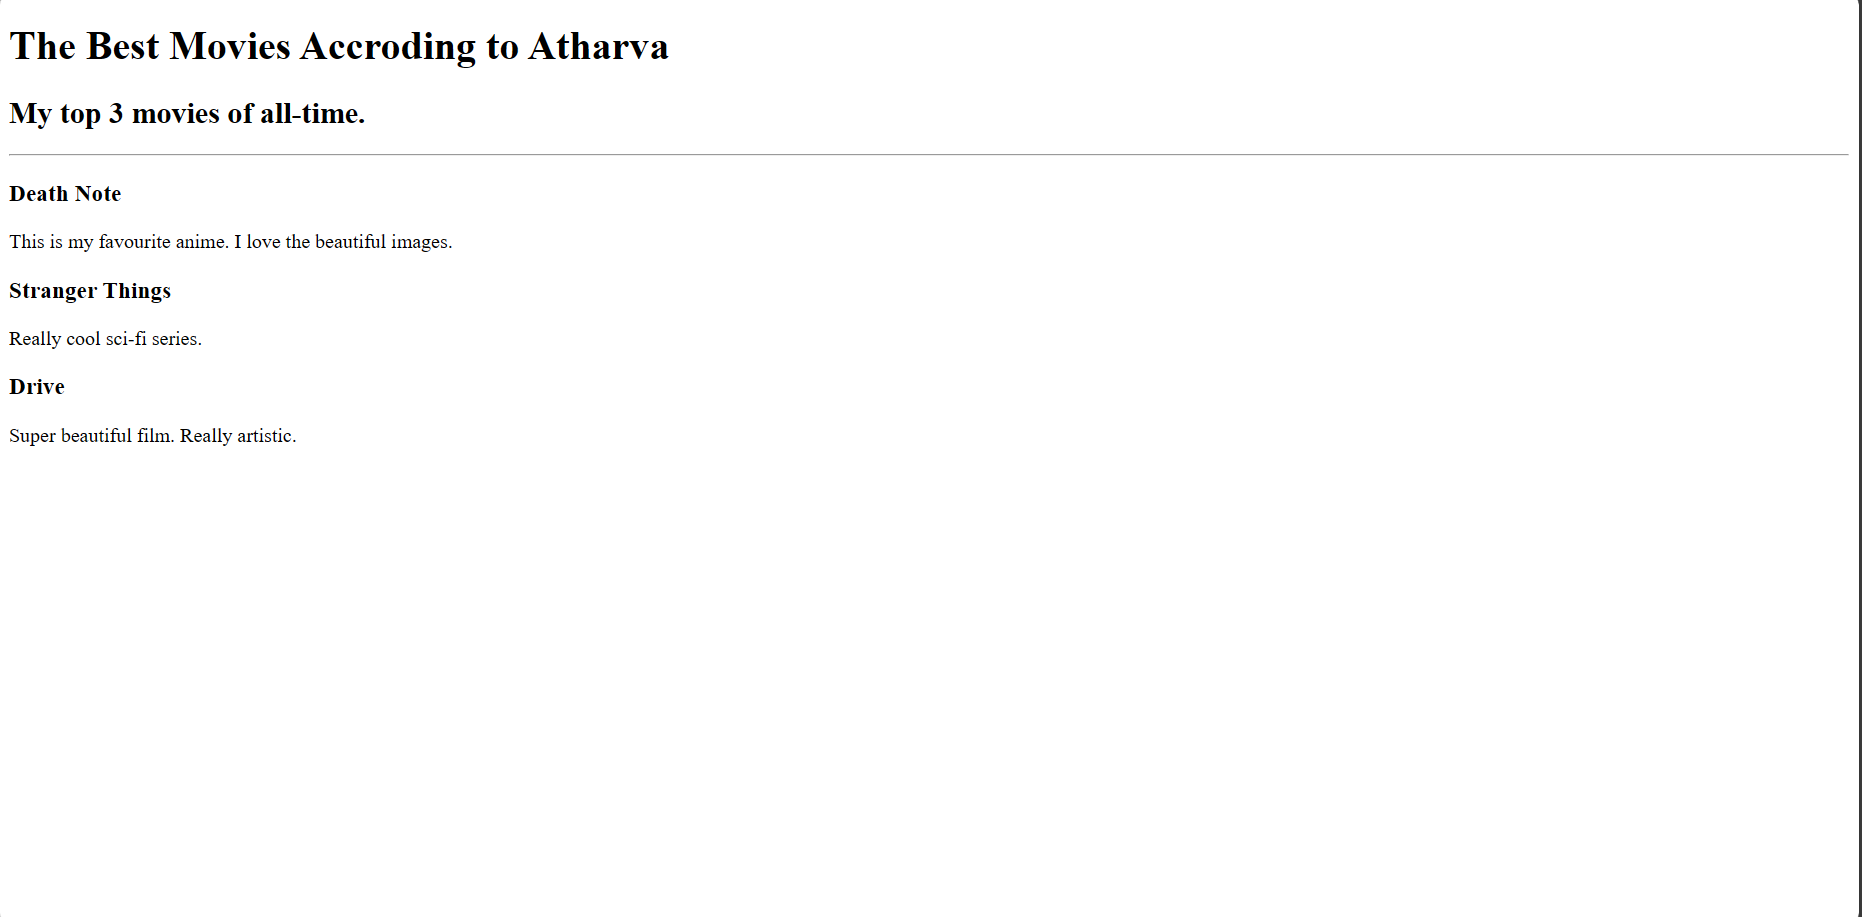 The Best Movies Accroding to Atharva
My top 3 movies of all-time.
Death Note
This is my favourite anime. I love the beautiful images.
Stranger Things
Really cool sci-fi series.
Drive
Super beautiful film. Really artistic.